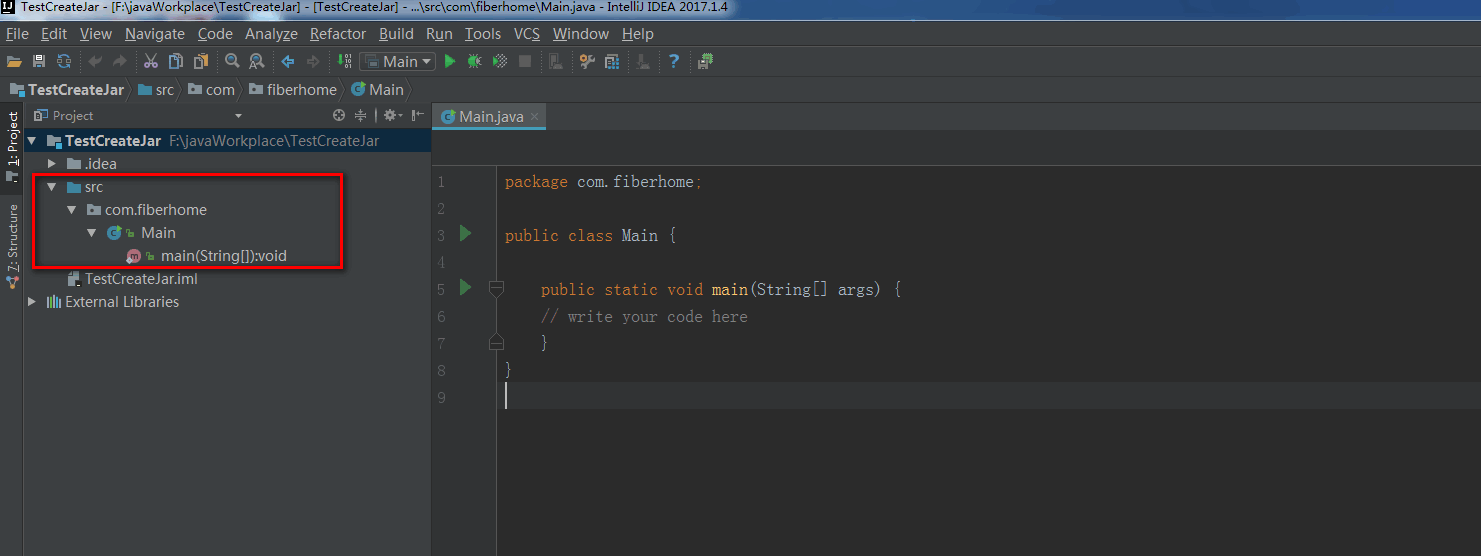 TestCreateJar - [F:\javaWorkplace\TestCreateJar] - [TestCreateJar] - ...\src\com\fiberhome\Main.java - IntelliJ IDEA 2017.1.4
File Edit View Navigate Code Analyze Refactor Build Run Tools VCS Window Help
Main
TestCreateJar src com fiberhome Main
1: Project
7: Structure
Project
TestCreateJar F:\javaWorkplace\TestCreateJar
.idea
src
com.fiberhome
Main
main(String[]):void
TestCreateJar.iml
External Libraries
Main.java
1 package com.fiberhome;
2
3 public class Main {
4
5 public static void main(String[] args) {
6 // write your code here
7 }
8 }
9